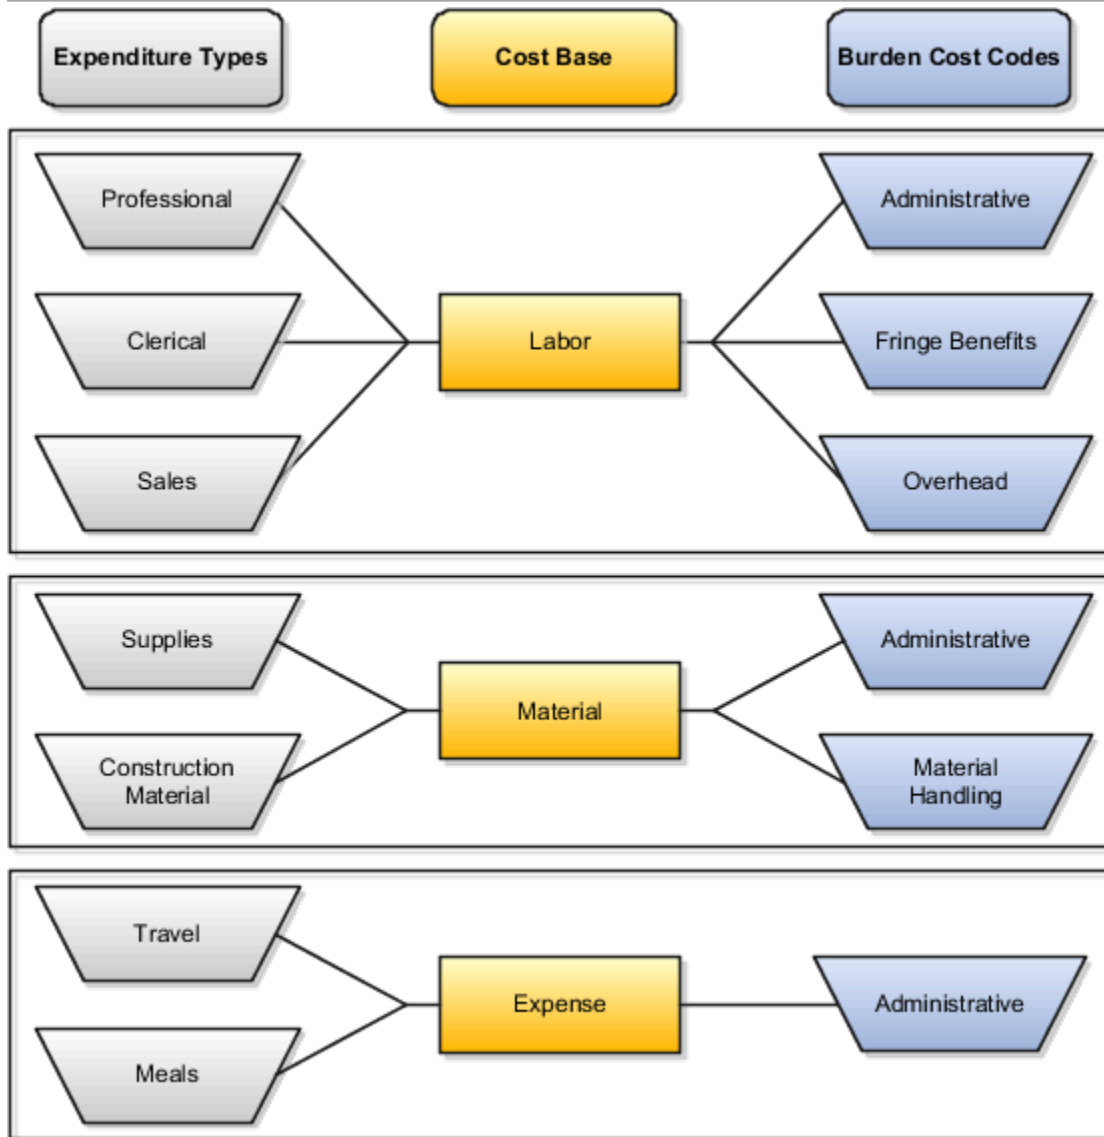 Expenditure Types
Cost Base
Burden Cost Codes
Professional
Administrative
Clerical
Labor
Fringe Benefits
Sales
Overhead
Supplies
Administrative
Material
Construction
Material
Material
Handling
Travel
Expense
Administrative
Meals